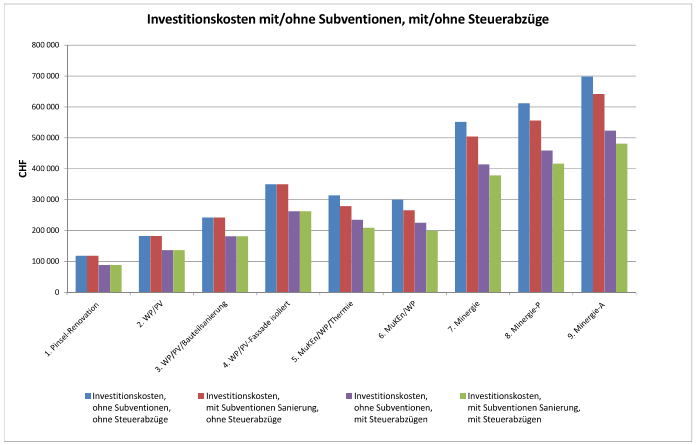 Investitionskosten mit/ohne Subventionen, mit/ohne Steuerabzüge
800 000
700 000
600 000
500 000
400 000
300 000
200 000
100 000
0
CHF
1. Pinsel-Renovation
2. WP/PV
3. WP/PV/Bauteilsanierung
4. WP/PV-Fassade isoliert
5. MuKEn/WP/Thermie
6. MuKEn/WP
7. Minergie
8. Minergie-P
9. Minergie-A
Investitionskosten,
ohne Subventionen,
ohne Steuerabzüge
Investitionskosten,
mit Subventionen Sanierung,
ohne Steuerabzüge
Investitionskosten,
ohne Subventionen,
mit Steuerabzügen
Investitionskosten,
mit Subventionen Sanierung,
mit Steuerabzügen